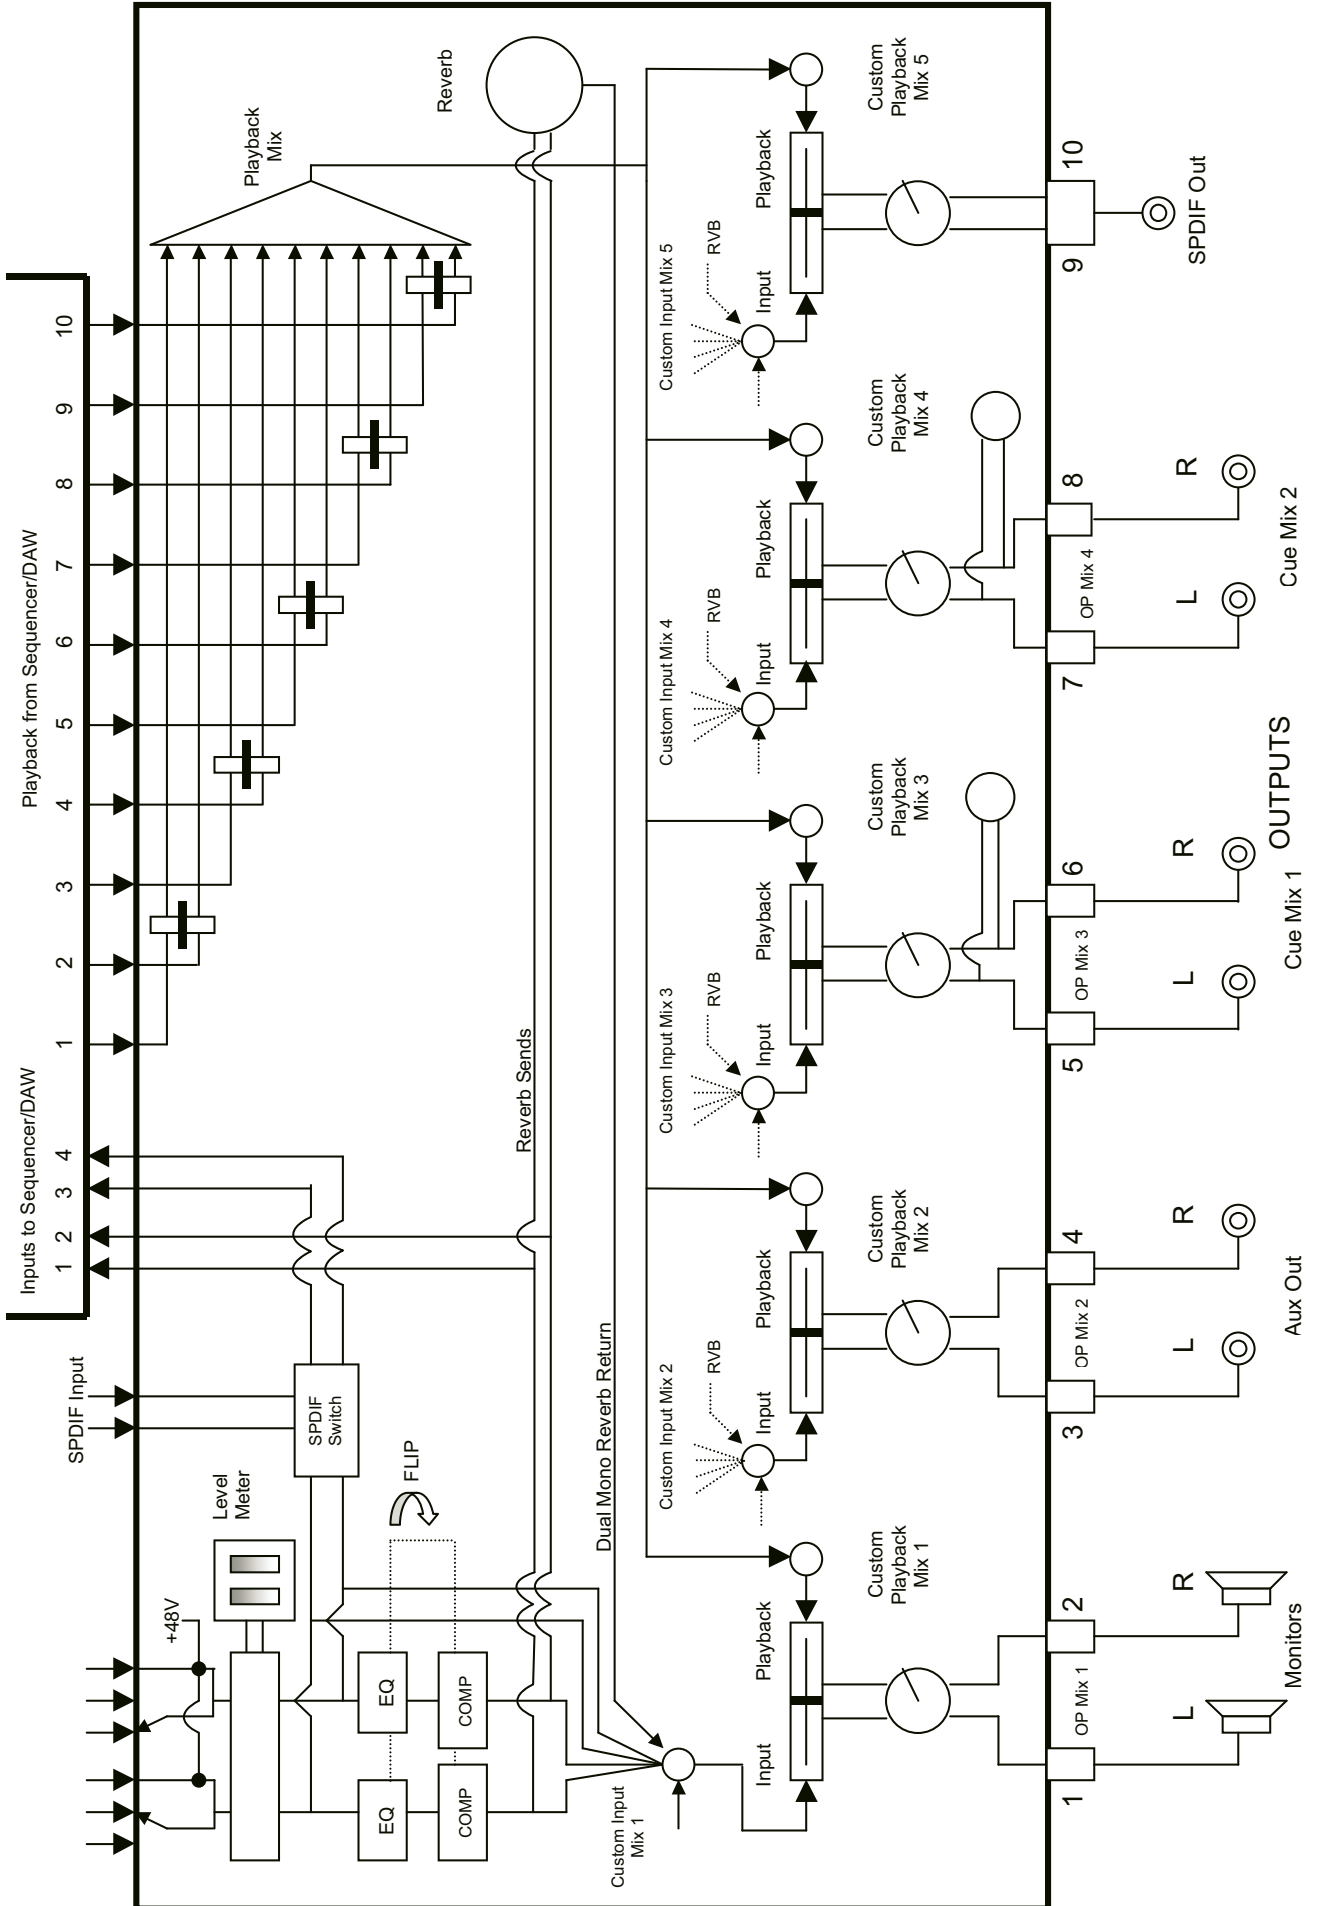 Inputs to Sequencer/DAW
1 2 3 4
Playback from Sequencer/DAW
1 2 3 4 5 6 7 8 9 10
SPDIF Input
+48V
Level
Meter
SPDIF
Switch
FLIP
EQ
EQ
COMP
COMP
Playback
Mix
Reverb
Reverb Sends
Dual Mono Reverb Return
Custom Input
Mix 1
Custom Input Mix 2
RVB
Custom Input Mix 3
RVB
Custom Input Mix 4
RVB
Custom Input Mix 5
RVB
Input
Playback
Input
Playback
Input
Playback
Input
Playback
Input
Playback
Custom
Playback
Mix 1
Custom
Playback
Mix 2
Custom
Playback
Mix 3
Custom
Playback
Mix 4
Custom
Playback
Mix 5
1
OP Mix 1
2
3
OP Mix 2
4
5
OP Mix 3
6
7
OP Mix 4
8
9
10
L
R
L
R
L
R
L
R
SPDIF Out
Monitors
Aux Out
Cue Mix 1
Cue Mix 2
OUTPUTS